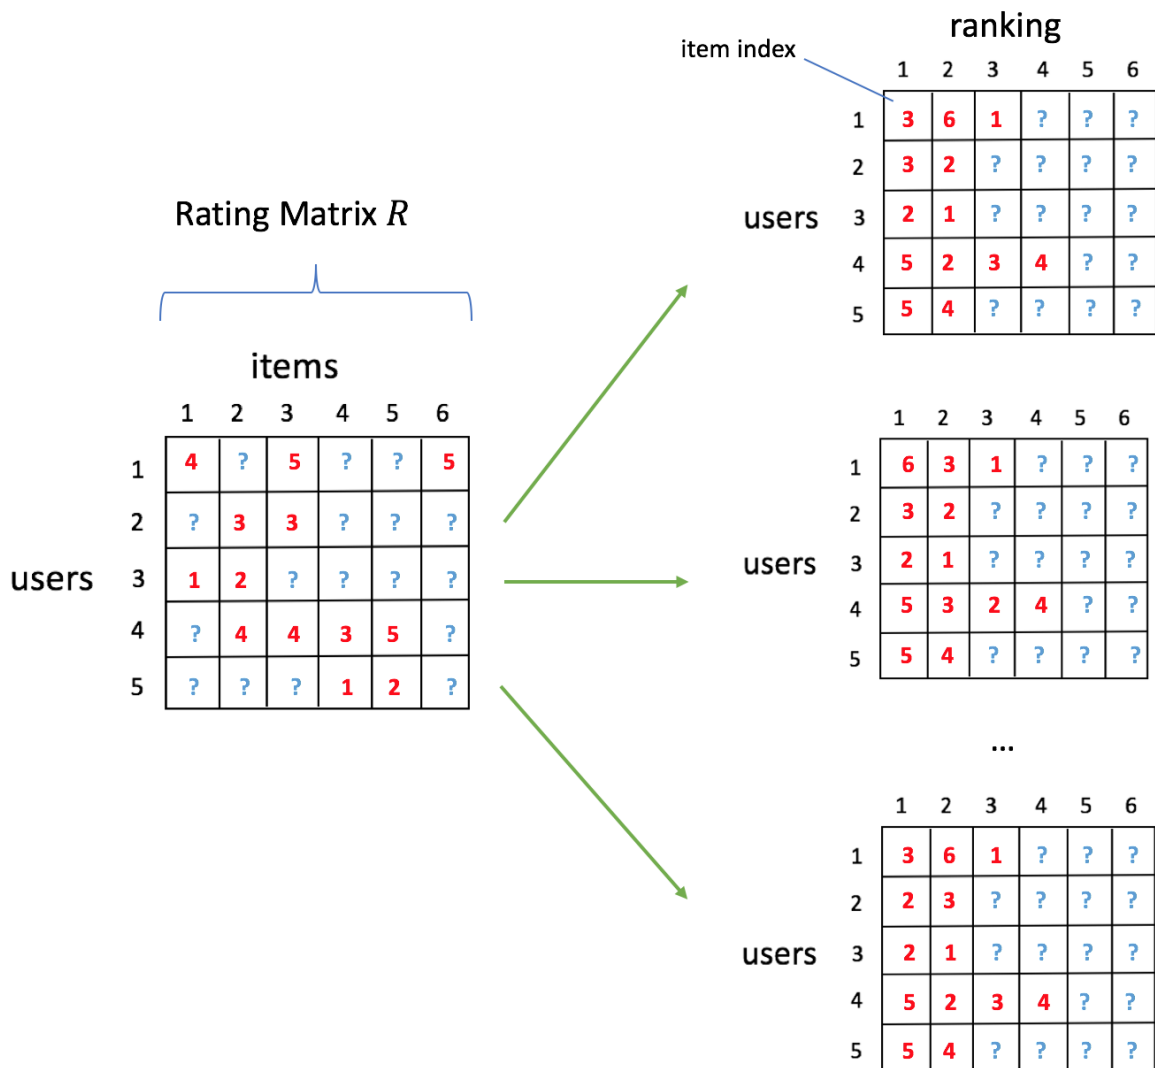 ranking
item index
1 2 3 4 5 6
1 3 6 1 ? ? ?
2 3 2 ? ? ? ?
users 3 2 1 ? ? ? ?
4 5 2 3 4 ? ?
5 5 4 ? ? ? ?
Rating Matrix R
items
1 2 3 4 5 6
1 4 ? 5 ? ? 5
2 ? 3 3 ? ? ?
users 3 1 2 ? ? ? ?
4 ? 4 4 3 5 ?
5 ? ? ? 1 2 ?
1 2 3 4 5 6
1 6 3 1 ? ? ?
2 3 2 ? ? ? ?
users 3 2 1 ? ? ? ?
4 5 3 2 4 ? ?
5 5 4 ? ? ? ?
...
1 2 3 4 5 6
1 3 6 1 ? ? ?
2 2 3 ? ? ? ?
users 3 2 1 ? ? ? ?
4 5 2 3 4 ? ?
5 5 4 ? ? ? ?